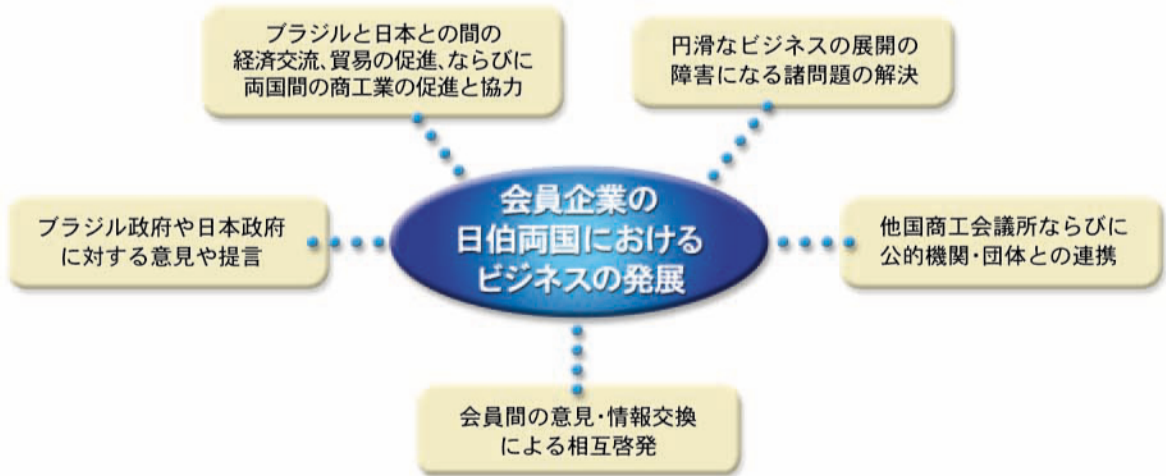 ブラジルと日本との間の
経済交流、貿易の促進、ならびに
両国間の商工業の促進と協力
円滑なビジネスの展開の
障害になる諸問題の解決
ブラジル政府や日本政府
に対する意見や提言
会員企業の
日伯両国における
ビジネスの発展
他国商工会議所ならびに
公的機関・団体との連携
会員間の意見・情報交換
による相互啓発